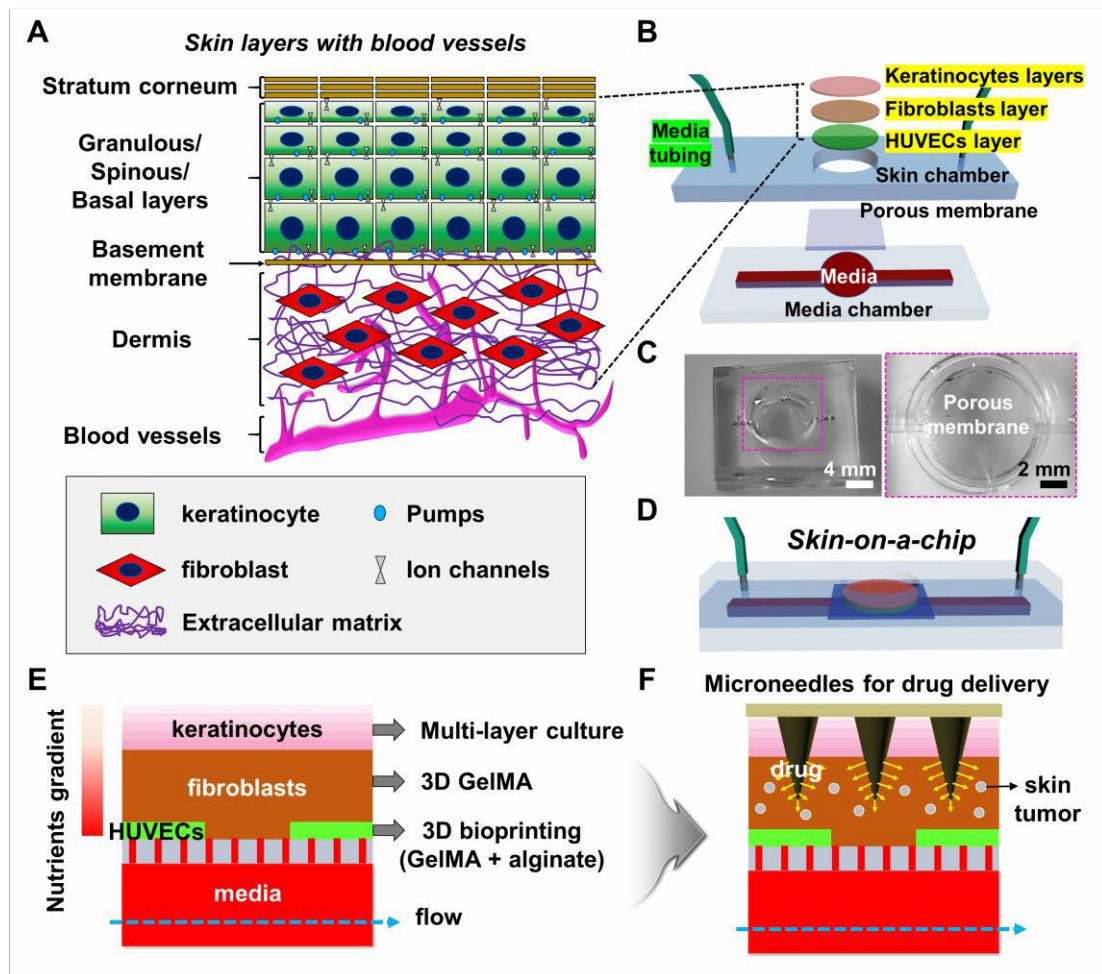 A
Skin layers with blood vessels
Stratum corneum
Granulous/
Spinous/
Basal layers
Basement
membrane
Dermis
Blood vessels
keratinocyte
Pumps
fibroblast
Ion channels
Extracellular matrix
B
Keratinocytes layers
Fibroblasts layer
HUVECs layer
Media
tubing
Skin chamber
Porous membrane
Media
Media chamber
C
4 mm
Porous
membrane
2 mm
D
Skin-on-a-chip
E
Nutrients gradient
keratinocytes
Multi-layer culture
fibroblasts
3D GelMA
HUVECs
3D bioprinting
(GelMA + alginate)
media
flow
F
Microneedles for drug delivery
drug
skin
tumor